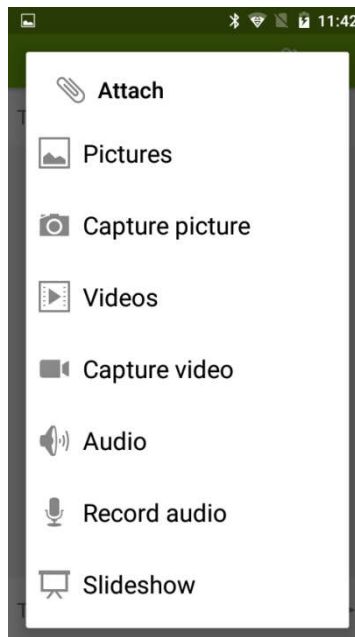 11:42
Attach
T
Pictures
Capture picture
Videos
Capture video
Audio
Record audio
Slideshow
T